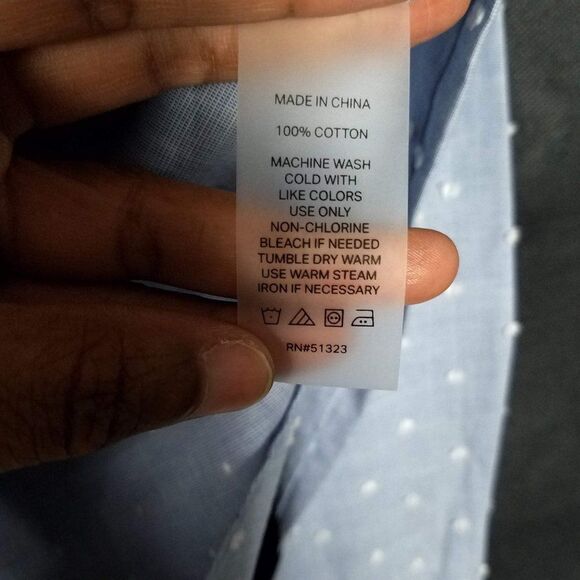 MADE IN CHINA
100% COTTON
MACHINE WASH
COLD WITH
LIKE COLORS
USE ONLY
NON-CHLORINE
BLEACH IF NEEDED
TUMBLE DRY WARM
USE WARM STEAM
IRON IF NECESSARY
RN#51323